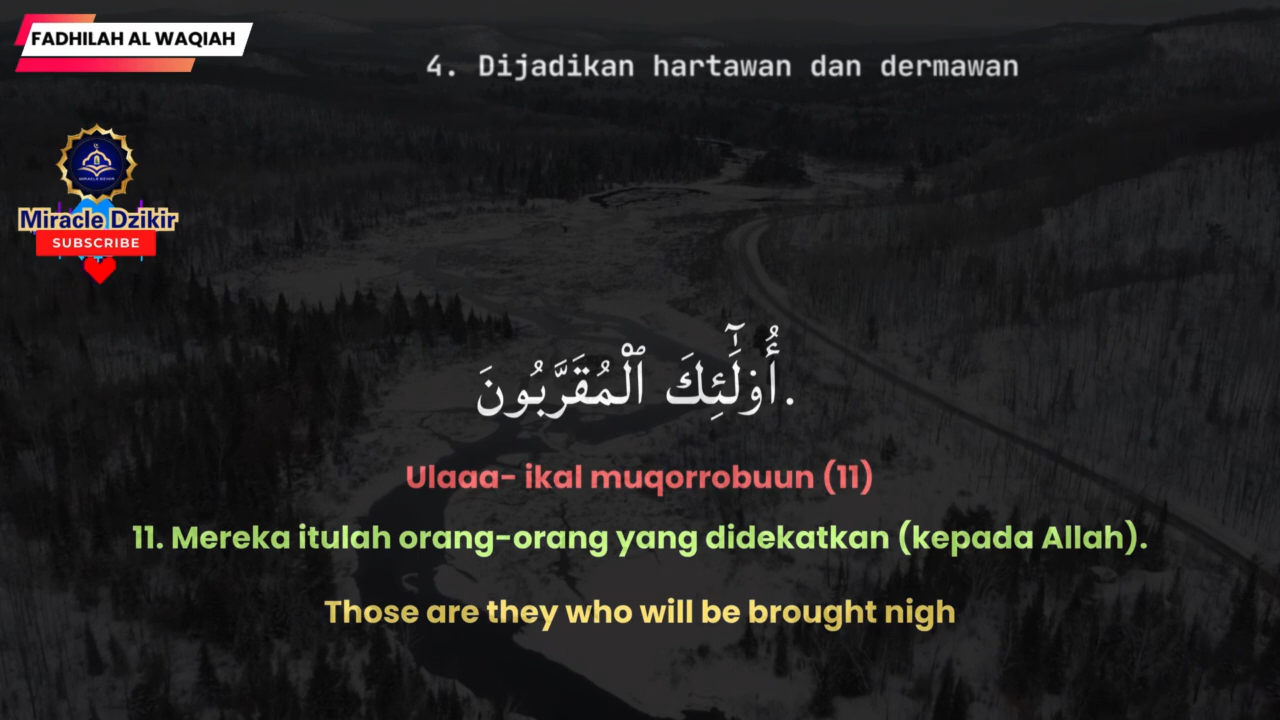 FADHILAH AL WAQIAH
4. Dijadikan hartawan dan dermawan
Miracle Dzikir
SUBSCRIBE
أُو۟لَٰٓئِكَ ٱلْمُقَرَّبُونَ.
Ulaaa- ikal muqorrobuun (11)
11. Mereka itulah orang-orang yang didekatkan (kepada Allah).
Those are they who will be brought nigh